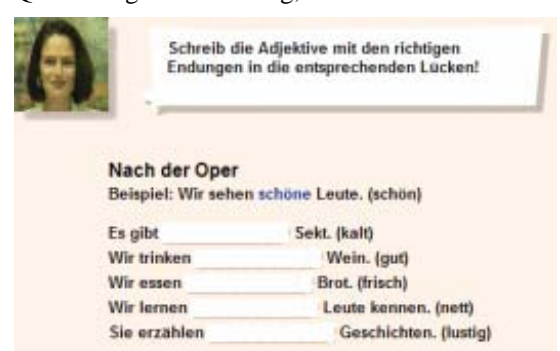 Schreib die Adjektive mit den richtigen
Endungen in die entsprechenden Lücken!
Nach der Oper
Beispiel: Wir sehen schöne Leute. (schön)
Es gibt Sekt. (kalt)
Wir trinken Wein. (gut)
Wir essen Brot. (frisch)
Wir lernen Leute kennen. (nett)
Sie erzählen Geschichten. (lustig)